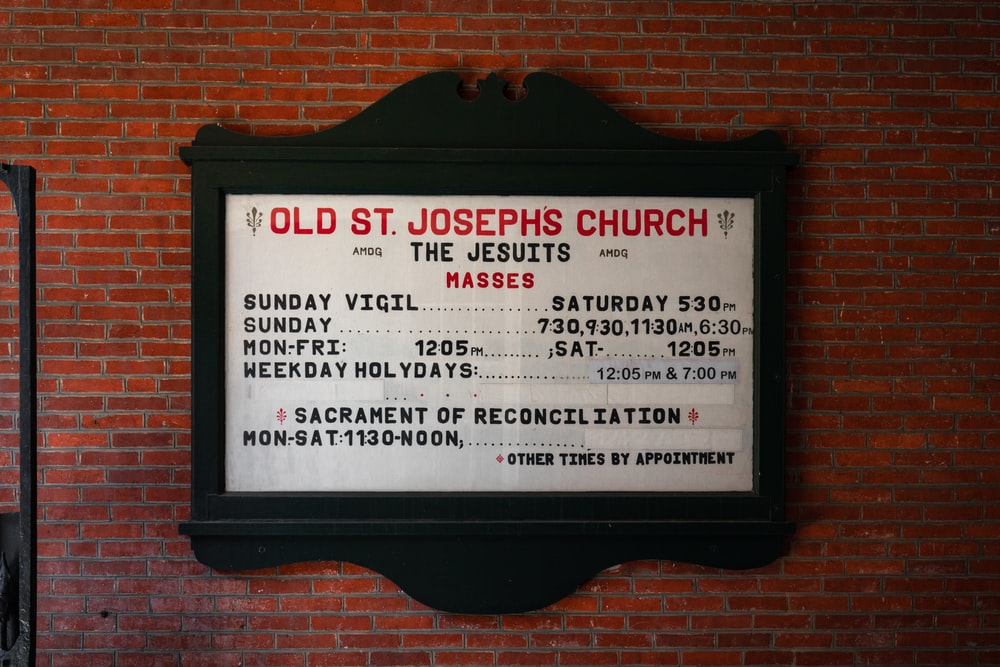 OLD ST. JOSEPH'S CHURCH
AMDG THE JESUITS AMDG
MASSES
SUNDAY VIGIL....................SATURDAY 5:30 PM
SUNDAY ..............................7:30,9:30,11:30 AM,6:30 PM
MON-FRI: 12:05 PM.........;SAT-........12:05 PM
WEEKDAY HOLYDAYS:................12:05 PM & 7:00 PM
SACRAMENT OF RECONCILIATION
MON-SAT:11:30-NOON,...............
OTHER TIMES BY APPOINTMENT